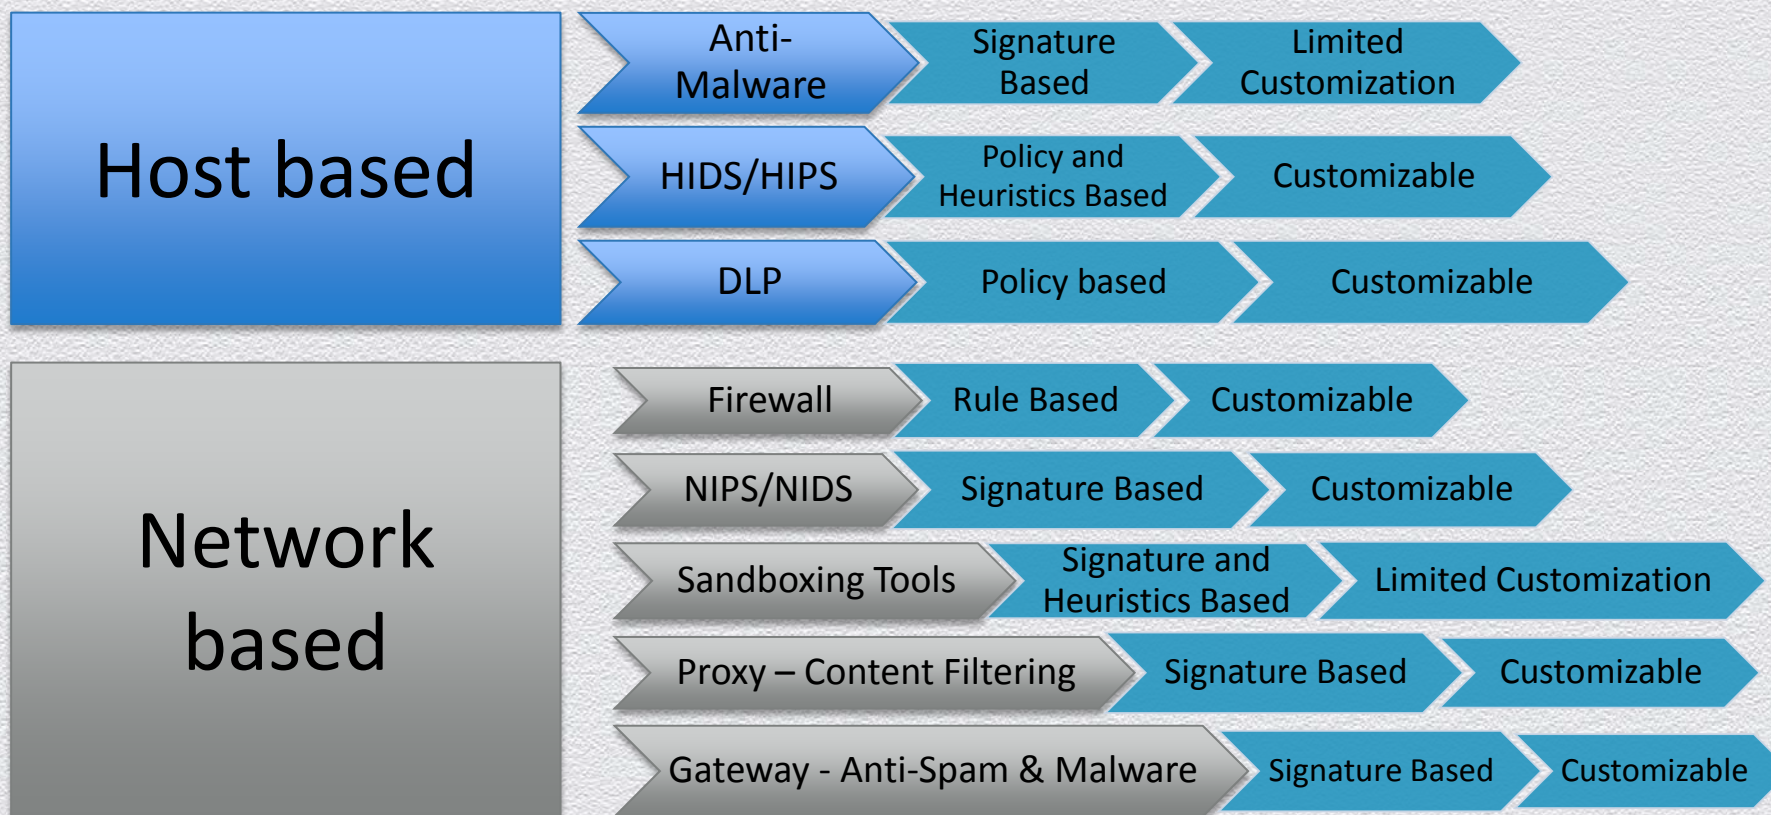 Host based
Anti-
Malware
Signature
Based
Limited
Customization
HIDS/HIPS
Policy and
Heuristics Based
Customizable
DLP
Policy based
Customizable
Network
based
Firewall
Rule Based
Customizable
NIPS/NIDS
Signature Based
Customizable
Sandboxing Tools
Signature and
Heuristics Based
Limited Customization
Proxy – Content Filtering
Signature Based
Customizable
Gateway - Anti-Spam & Malware
Signature Based
Customizable